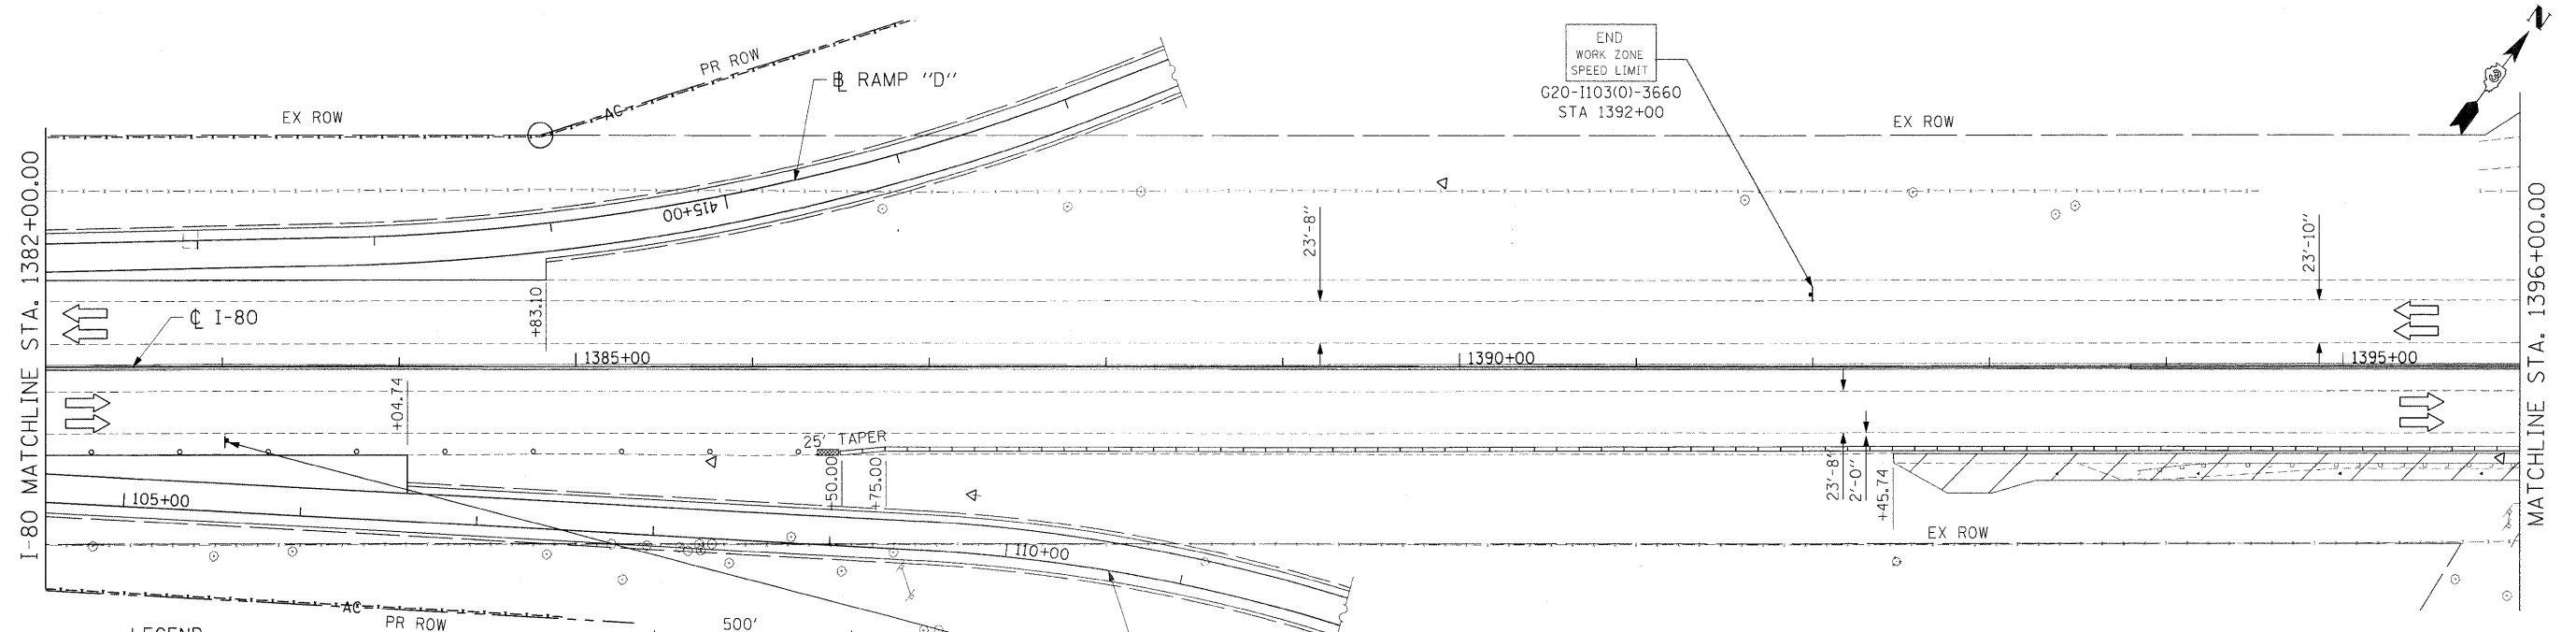 N
END
WORK ZONE
SPEED LIMIT
G20-I103(0)-3660
STA 1392+00
PR ROW
AC
℄ RAMP "D"
EX ROW
EX ROW
415+00
23'-8"
23'-10"
+83.10
℄ I-80
1385+00
1390+00
1395+00
I-80 MATCHLINE STA. 1382+00.00
MATCHLINE STA. 1396+00.00
+04.74
25' TAPER
+50.00
+75.00
23'-8"
2'-0"
+45.74
105+00
110+00
EX ROW
AC
PR ROW
LEGEND
500'